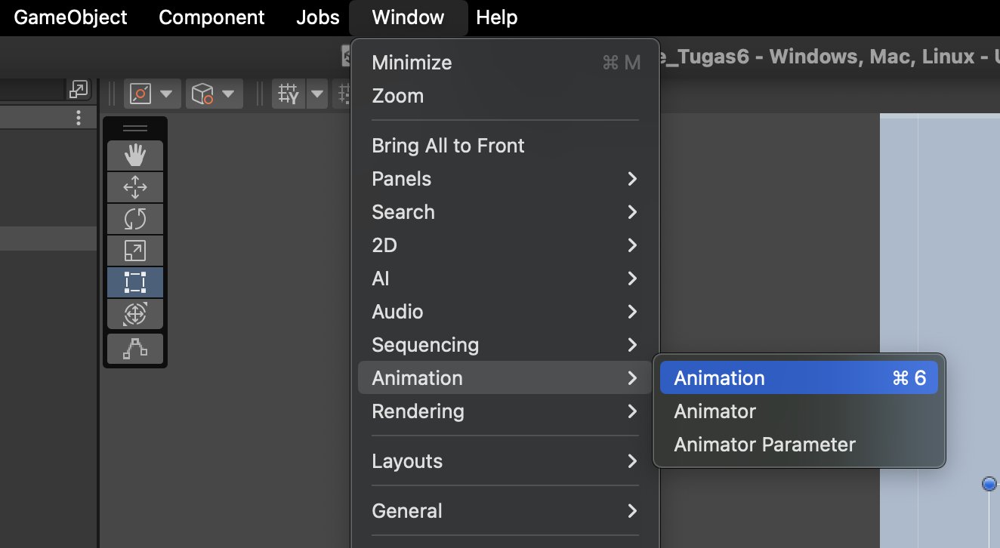 GameObject Component Jobs Window Help
e_Tugas6 - Windows, Mac, Linux -
Minimize ⌘ M
Zoom
Bring All to Front
Panels
Search
2D
AI
Audio
Sequencing
Animation
Animation ⌘ 6
Animator
Animator Parameter
Rendering
Layouts
General